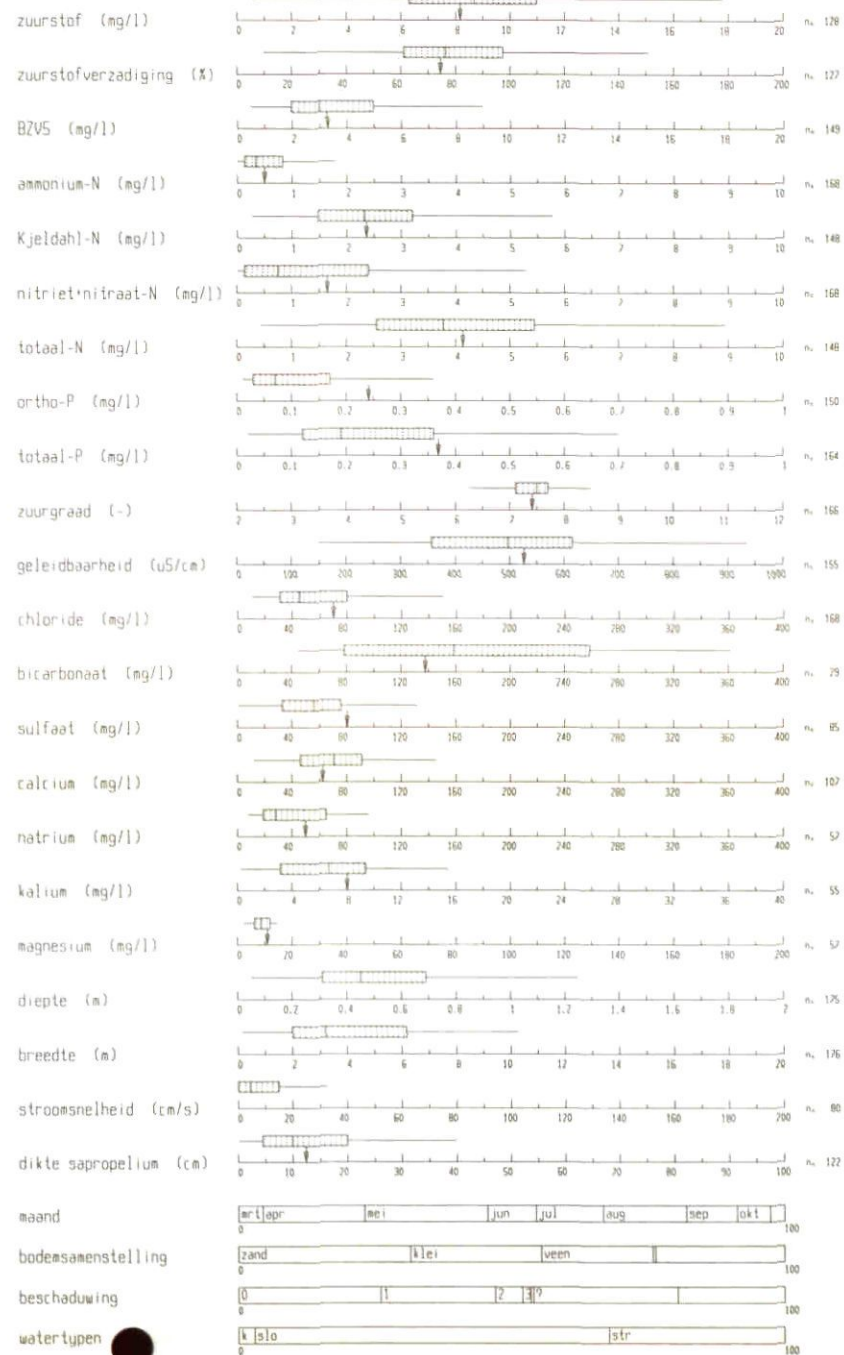 zuurstof (mg/l) 0 2 4 6 8 10 12 14 16 18 20 n. 128
zuurstofverzadiging (%) 0 20 40 60 80 100 120 140 160 180 200 n. 127
BZV5 (mg/l) 0 2 4 6 8 10 12 14 16 18 20 n. 149
ammonium-N (mg/l) 0 1 2 3 4 5 6 7 8 9 10 n. 168
Kjeldahl-N (mg/l) 0 1 2 3 4 5 6 7 8 9 10 n. 148
nitriet+nitraat-N (mg/l) 0 1 2 3 4 5 6 7 8 9 10 n. 168
totaal-N (mg/l) 0 1 2 3 4 5 6 7 8 9 10 n. 148
ortho-P (mg/l) 0 0.1 0.2 0.3 0.4 0.5 0.6 0.7 0.8 0.9 1 n. 150
totaal-P (mg/l) 0 0.1 0.2 0.3 0.4 0.5 0.6 0.7 0.8 0.9 1 n. 164
zuurgraad (-) 2 3 4 5 6 7 8 9 10 11 12 n. 166
geleidbaarheid (uS/cm) 0 100 200 300 400 500 600 700 800 900 1000 n. 155
chloride (mg/l) 0 40 80 120 160 200 240 280 320 360 400 n. 168
bicarbonaat (mg/l) 0 40 80 120 160 200 240 280 320 360 400 n. 29
sulfaat (mg/l) 0 40 80 120 160 200 240 280 320 360 400 n. 85
calcium (mg/l) 0 40 80 120 160 200 240 280 320 360 400 n. 107
natrium (mg/l) 0 40 80 120 160 200 240 280 320 360 400 n. 57
kalium (mg/l) 0 4 8 12 16 20 24 28 32 36 40 n. 55
magnesium (mg/l) 0 20 40 60 80 100 120 140 160 180 200 n. 57
diepte (m) 0 0.2 0.4 0.6 0.8 1 1.2 1.4 1.6 1.8 2 n. 175
breedte (m) 0 2 4 6 8 10 12 14 16 18 20 n. 176
stroomsnelheid (cm/s) 0 20 40 60 80 100 120 140 160 180 200 n. 80
dikte sapropelium (cm) 0 10 20 30 40 50 60 70 80 90 100 n. 122
maand mrt apr mei jun jul aug sep okt
0 100
bodemsamenstelling zand klei veen
0 100
beschaduwing 0 1 2 3 ?
0 100
watertypen k slo str
0 100